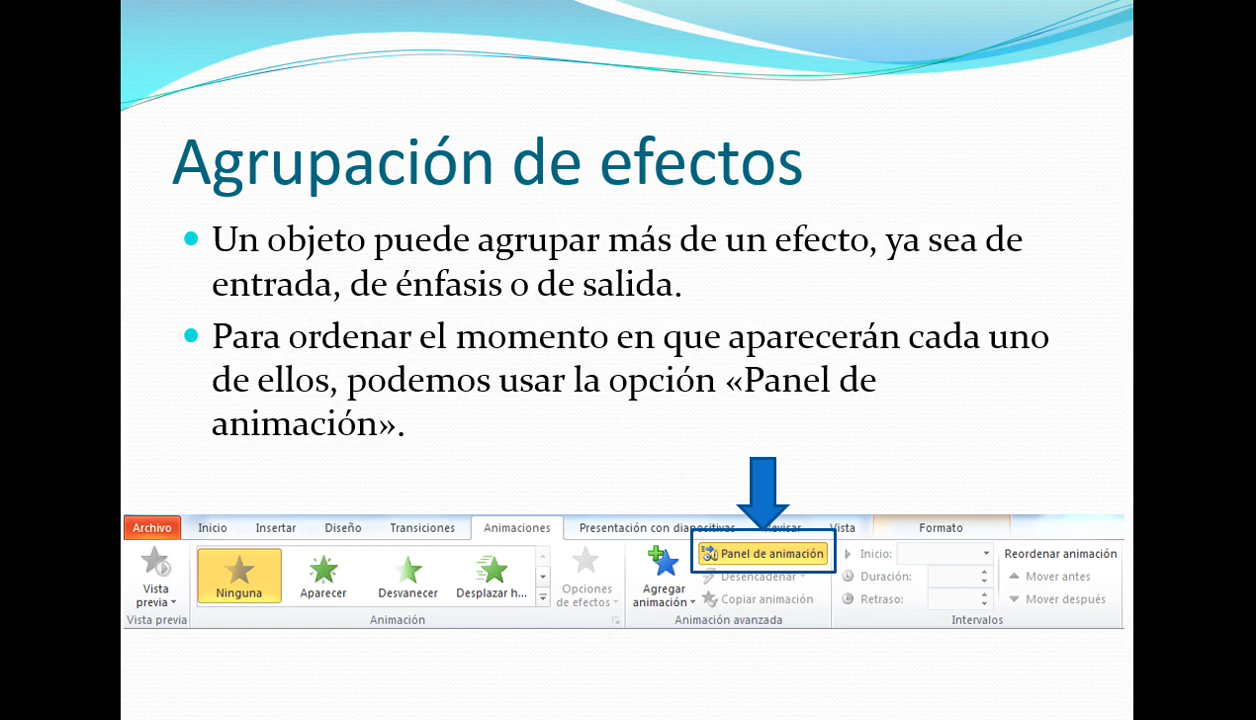 Agrupación de efectos
Un objeto puede agrupar más de un efecto, ya sea de
entrada, de énfasis o de salida.
Para ordenar el momento en que aparecerán cada uno
de ellos, podemos usar la opción «Panel de
animación».
Archivo Inicio Insertar Diseño Transiciones Animaciones Presentación con diapositivas Revisar Vista Formato
Vista previa
Ninguna Aparecer Desvanecer Desplazar h...
Opciones de efectos
Agregar animación
Panel de animación
Desencadenar
Copiar animación
Inicio:
Duración:
Retraso:
Reordenar animación
Mover antes
Mover después
Vista previa Animación Animación avanzada Intervalos